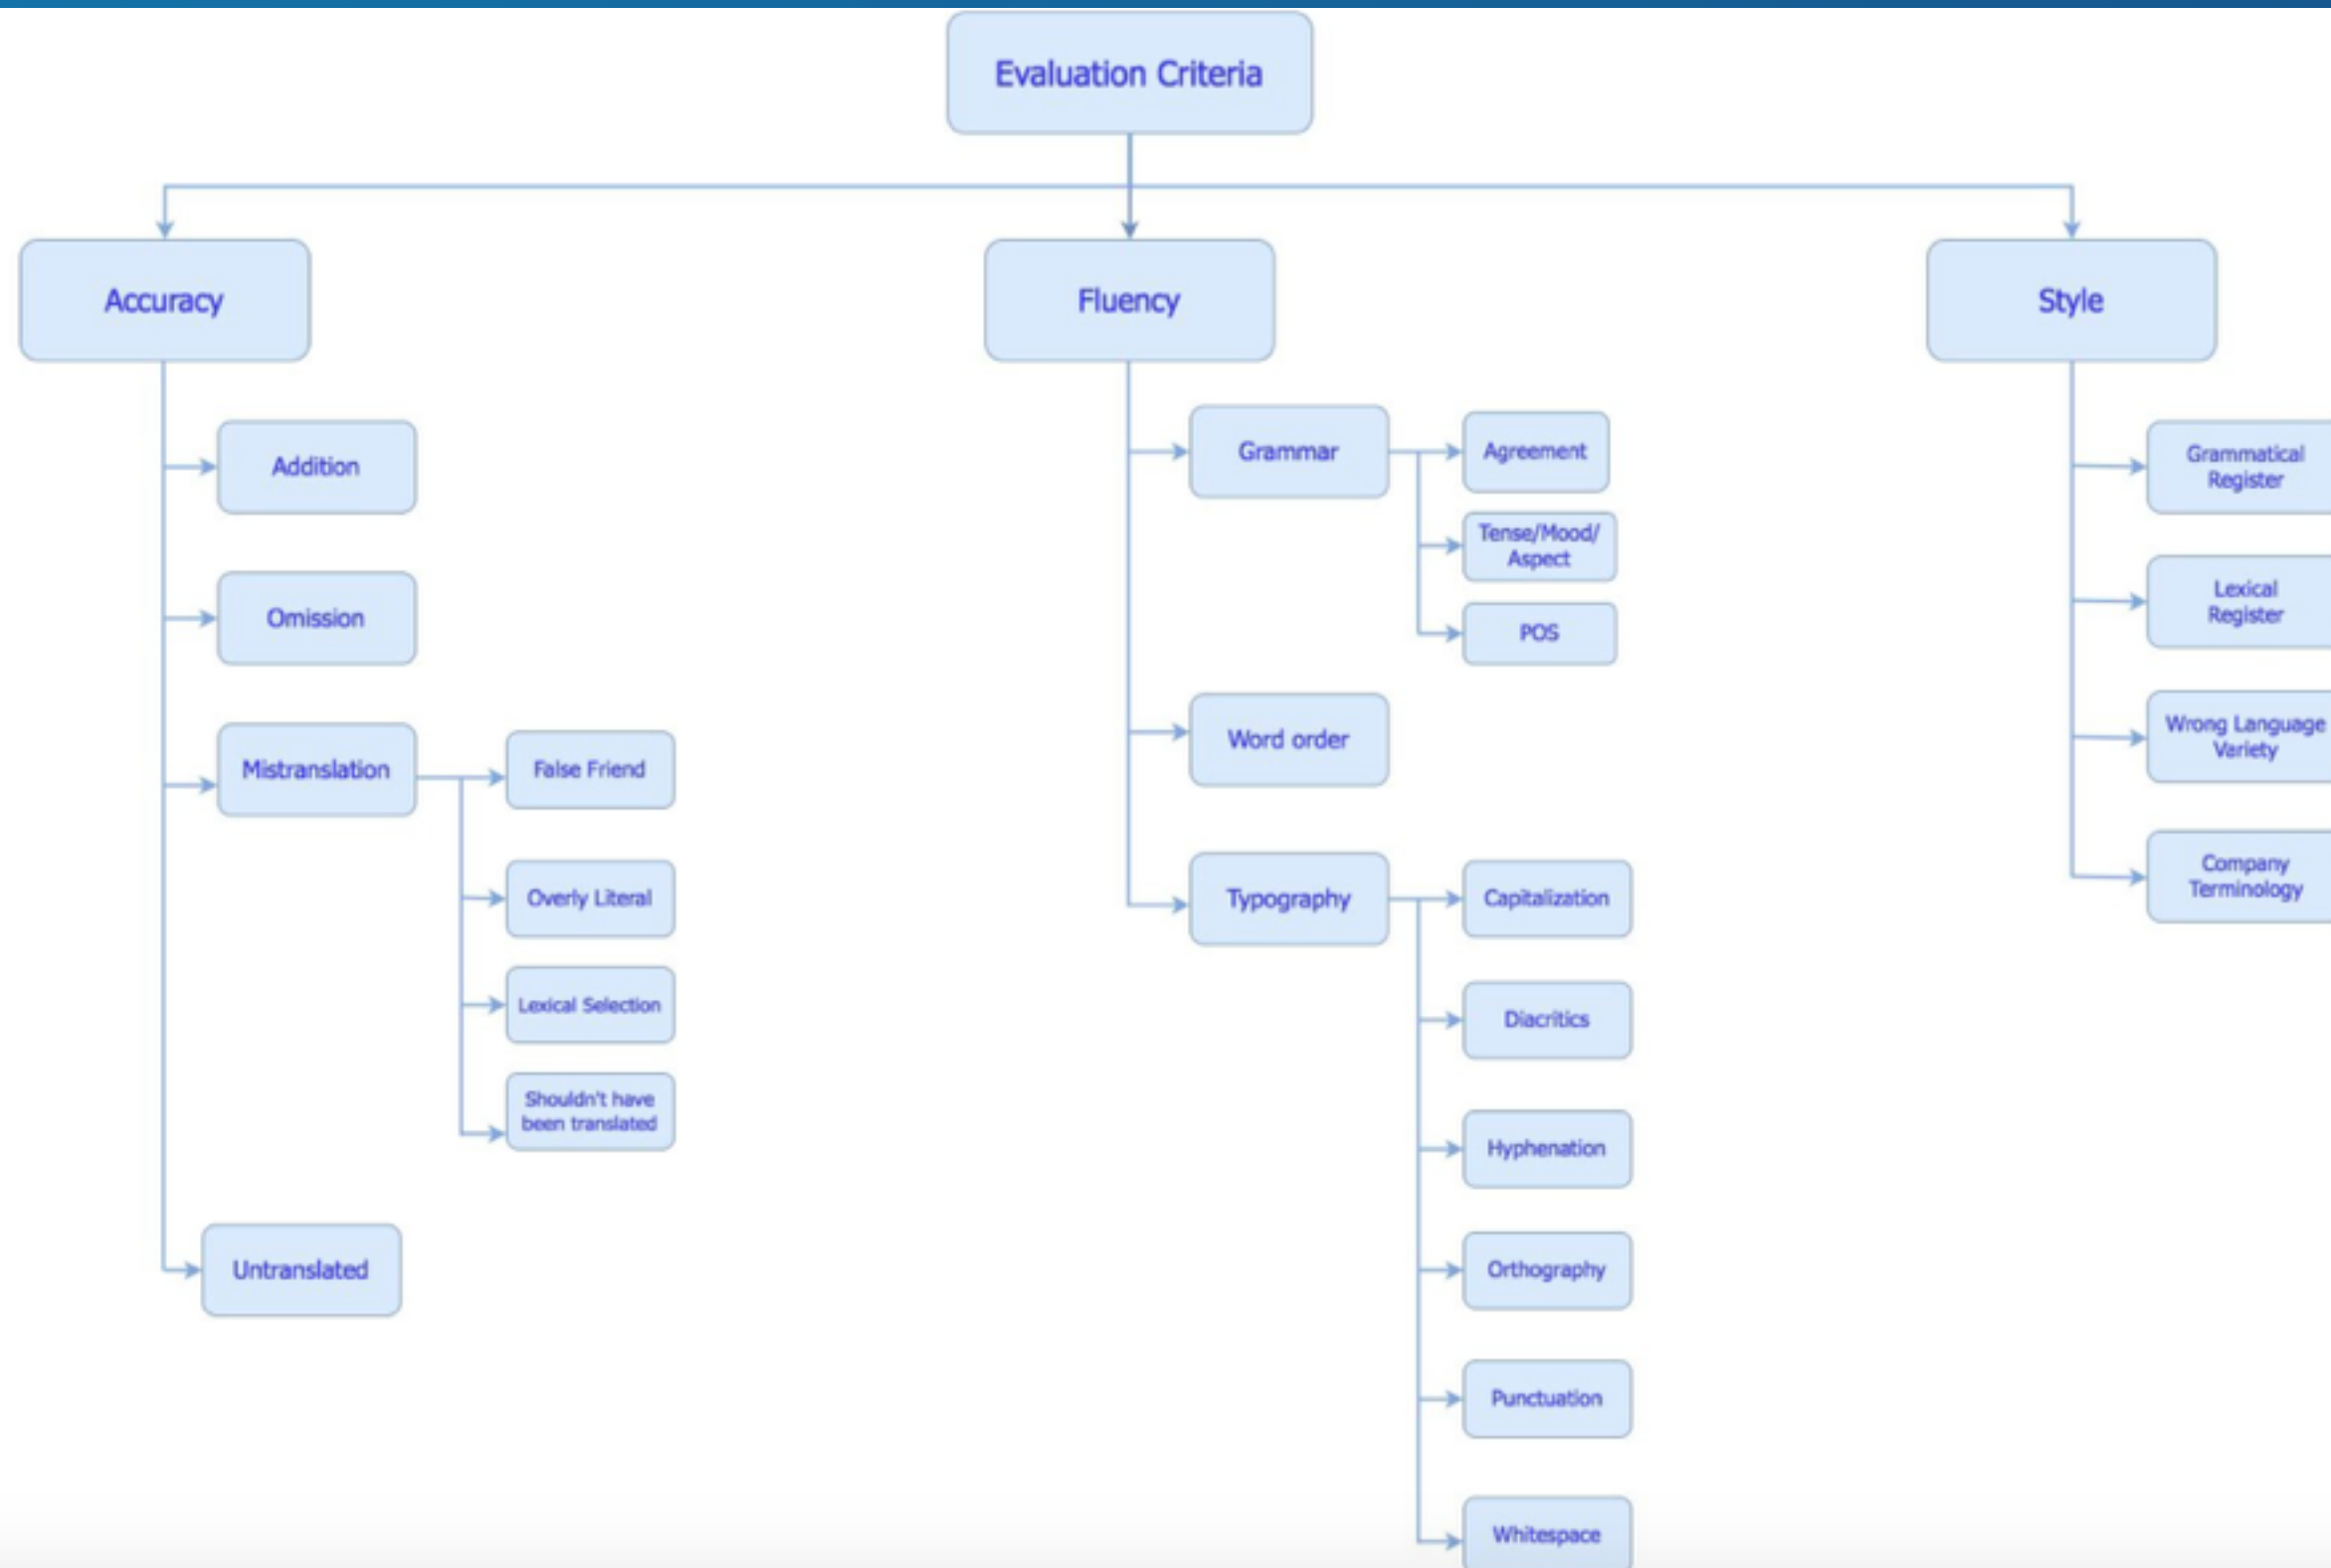 Evaluation Criteria
Accuracy
Fluency
Style
Addition
Omission
Mistranslation
False Friend
Overly Literal
Lexical Selection
Shouldn't have
been translated
Untranslated
Grammar
Agreement
Tense/Mood/
Aspect
POS
Word order
Typography
Capitalization
Diacritics
Hyphenation
Orthography
Punctuation
Whitespace
Grammatical
Register
Lexical
Register
Wrong Language
Variety
Company
Terminology